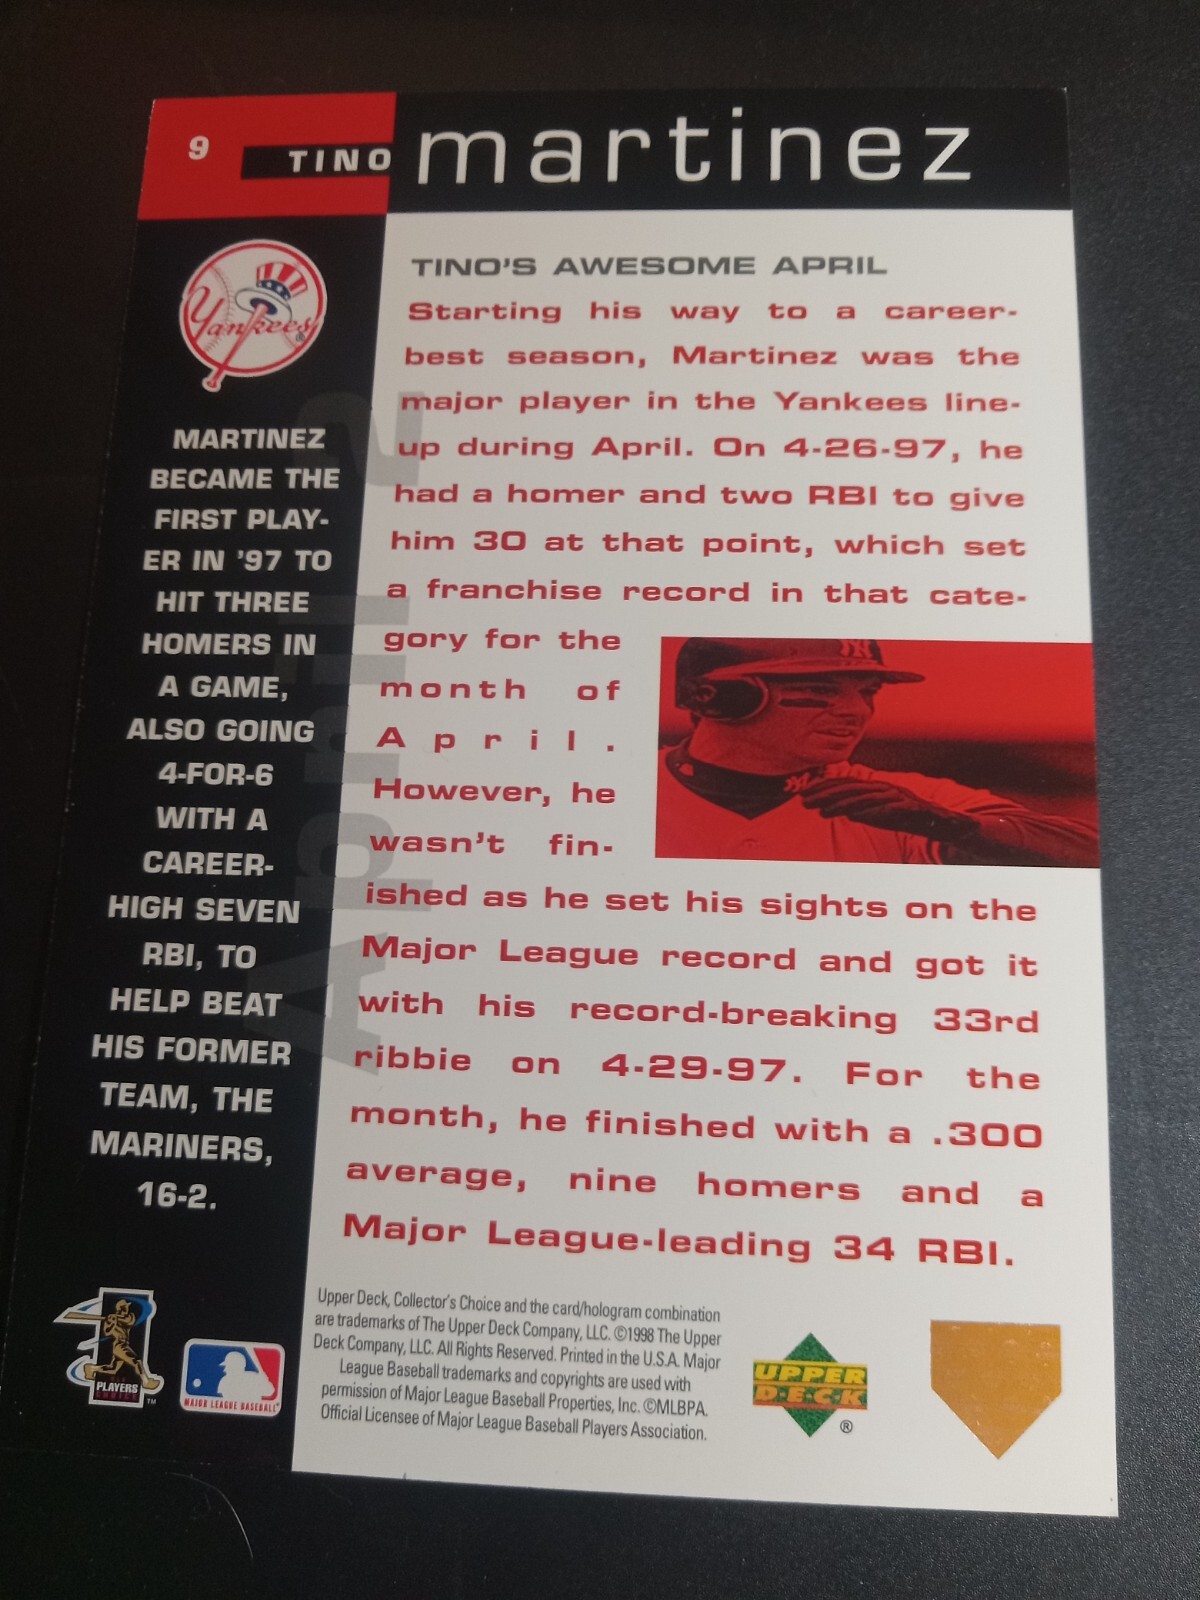 9
TINO martinez
Yankees
MARTINEZ
BECAME THE
FIRST PLAY-
ER IN '97 TO
HIT THREE
HOMERS IN
A GAME,
ALSO GOING
4-FOR-6
WITH A
CAREER-
HIGH SEVEN
RBI, TO
HELP BEAT
HIS FORMER
TEAM, THE
MARINERS,
16-2.
April 2
TINO'S AWESOME APRIL
Starting his way to a career-
best season, Martinez was the
major player in the Yankees line-
up during April. On 4-26-97, he
had a homer and two RBI to give
him 30 at that point, which set
a franchise record in that cate-
gory for the
month of
April.
However, he
wasn't fin-
ished as he set his sights on the
Major League record and got it
with his record-breaking 33rd
ribbie on 4-29-97. For the
month, he finished with a .300
average, nine homers and a
Major League-leading 34 RBI.
PLAYERS
CHOICE
TM
MAJOR LEAGUE BASEBALL
Upper Deck, Collector's Choice and the card/hologram combination
are trademarks of The Upper Deck Company, LLC. ©1998 The Upper
Deck Company, LLC. All Rights Reserved. Printed in the U.S.A. Major
League Baseball trademarks and copyrights are used with
permission of Major League Baseball Properties, Inc. ©MLBPA.
Official Licensee of Major League Baseball Players Association.
UPPER
DECK
®